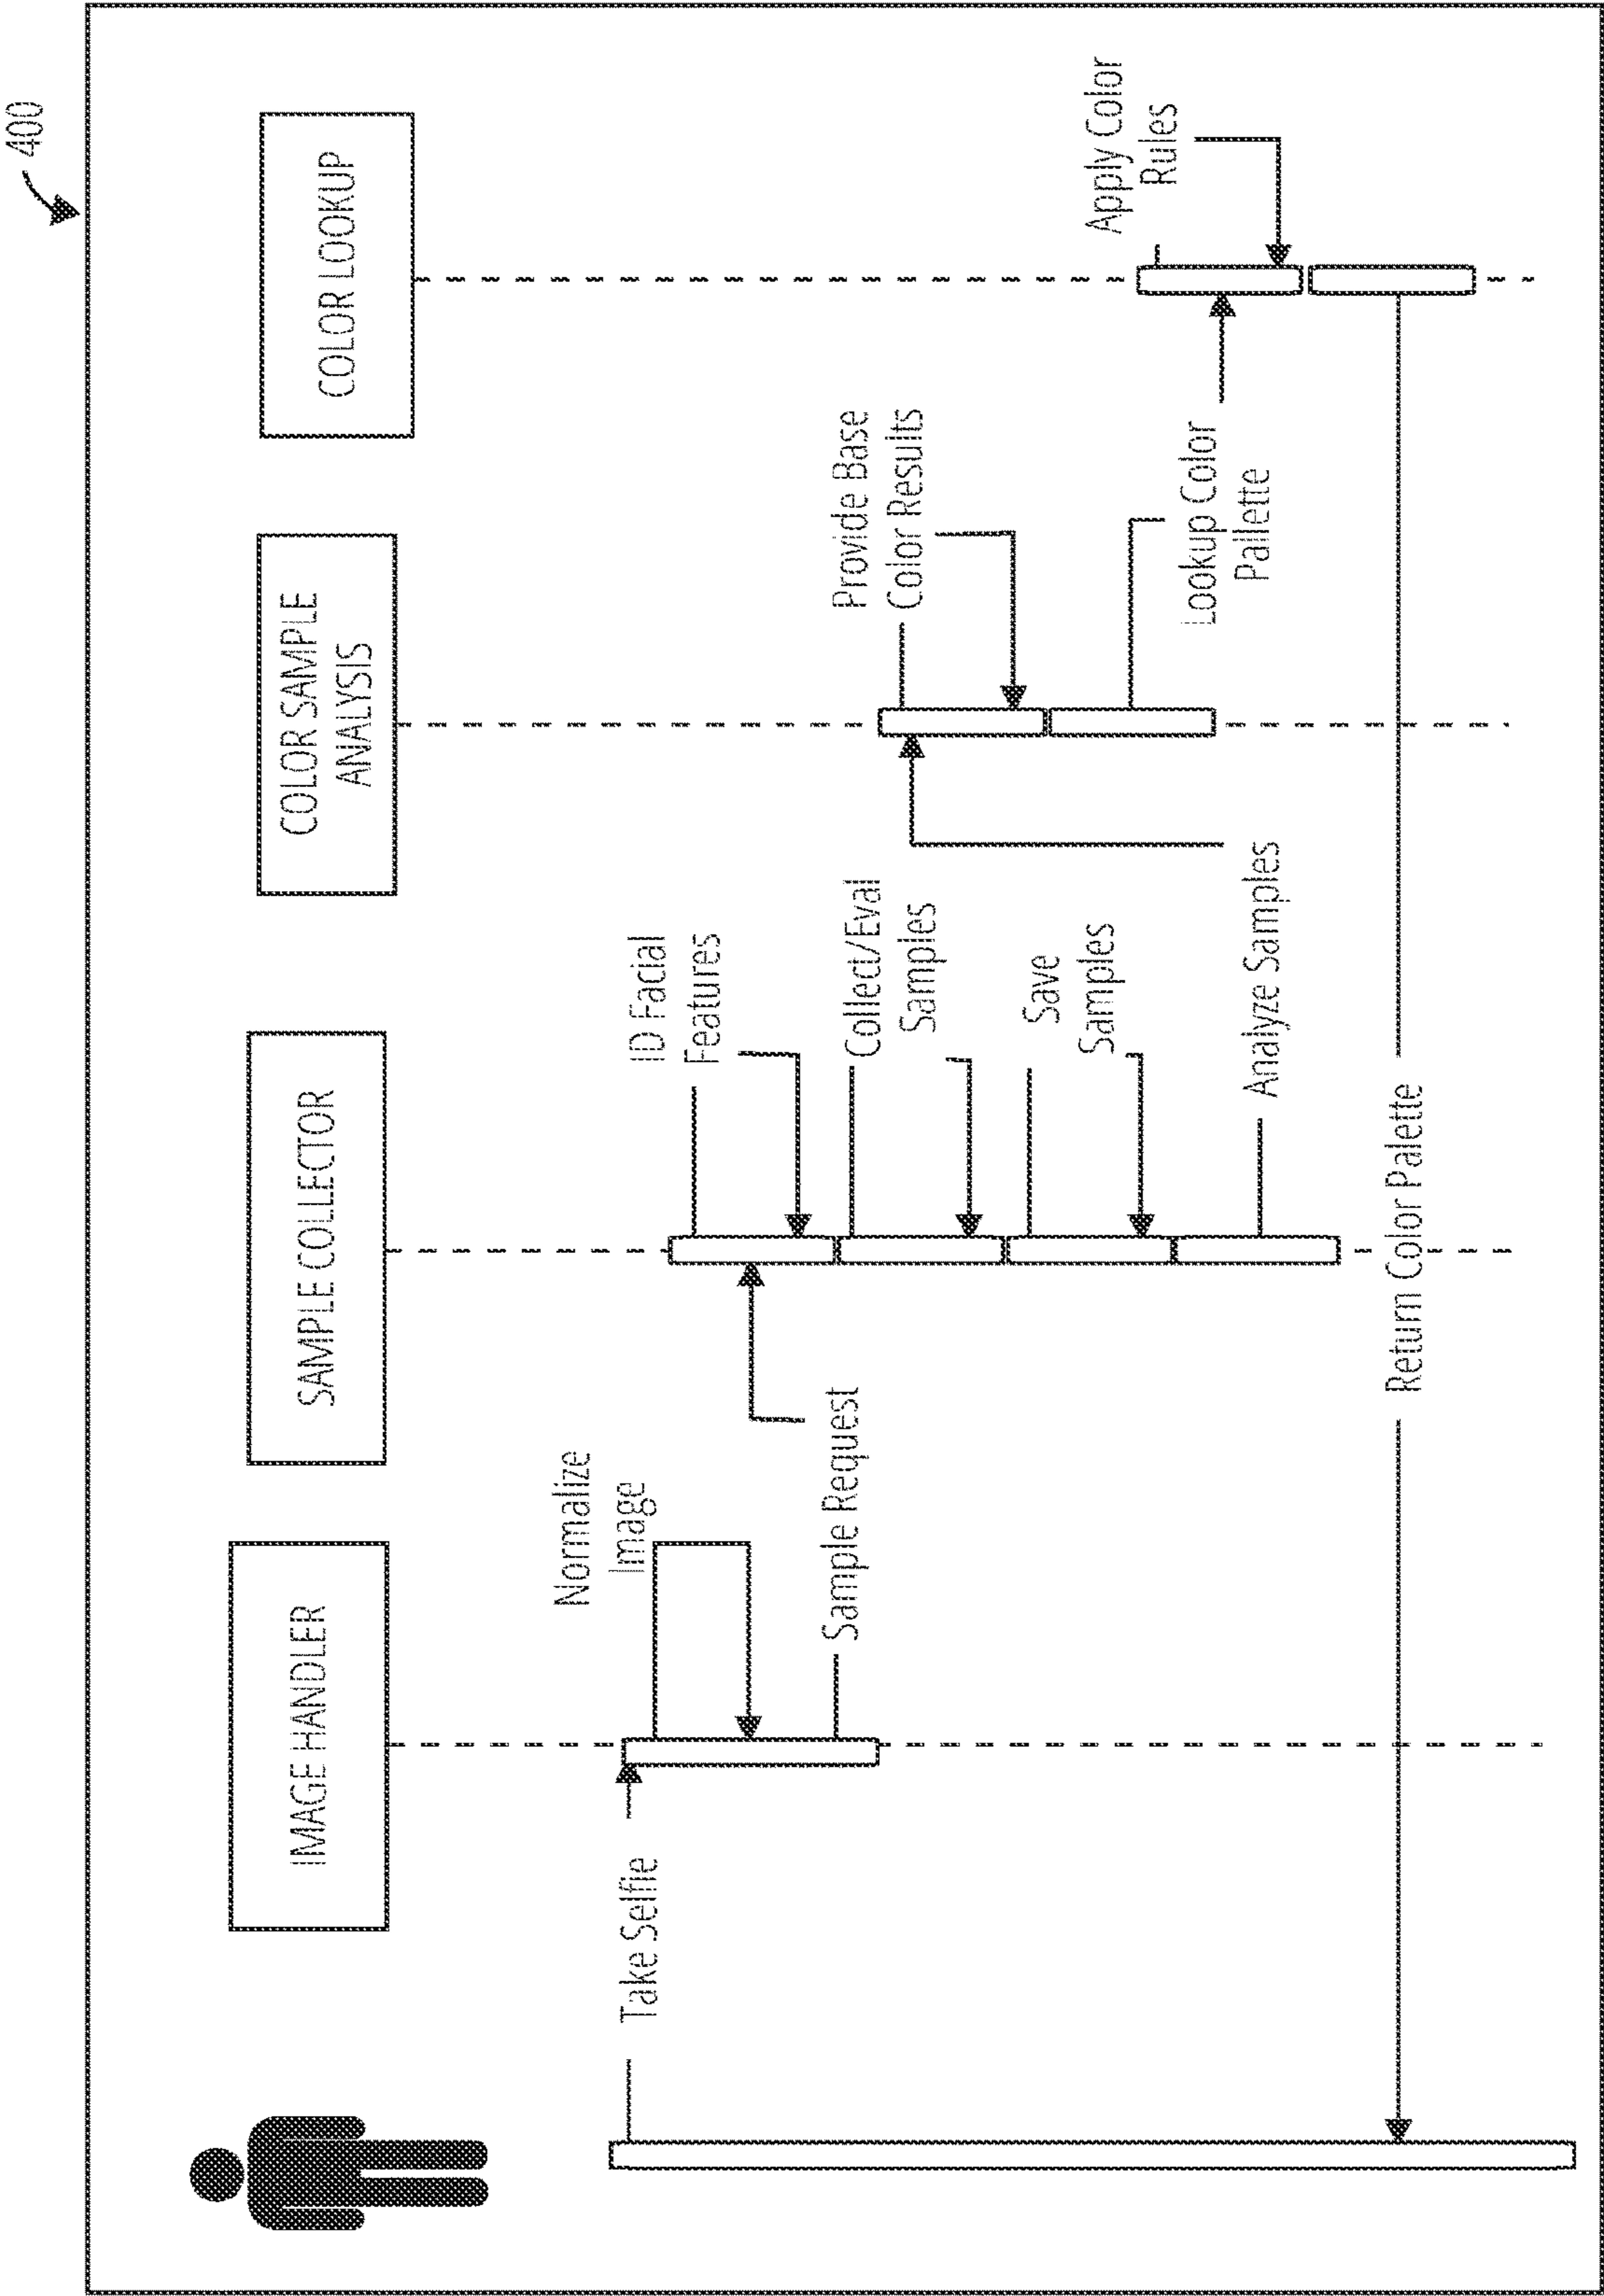 400
IMAGE HANDLER
SAMPLE COLLECTOR
COLOR SAMPLE
ANALYSIS
COLOR LOOKUP
Take Selfie
Normalize
Image
Sample Request
ID Facial
Features
Collect/Eval
Samples
Save
Samples
Analyze Samples
Provide Base
Color Results
Lookup Color
Pallette
Apply Color
Rules
Return Color Palette